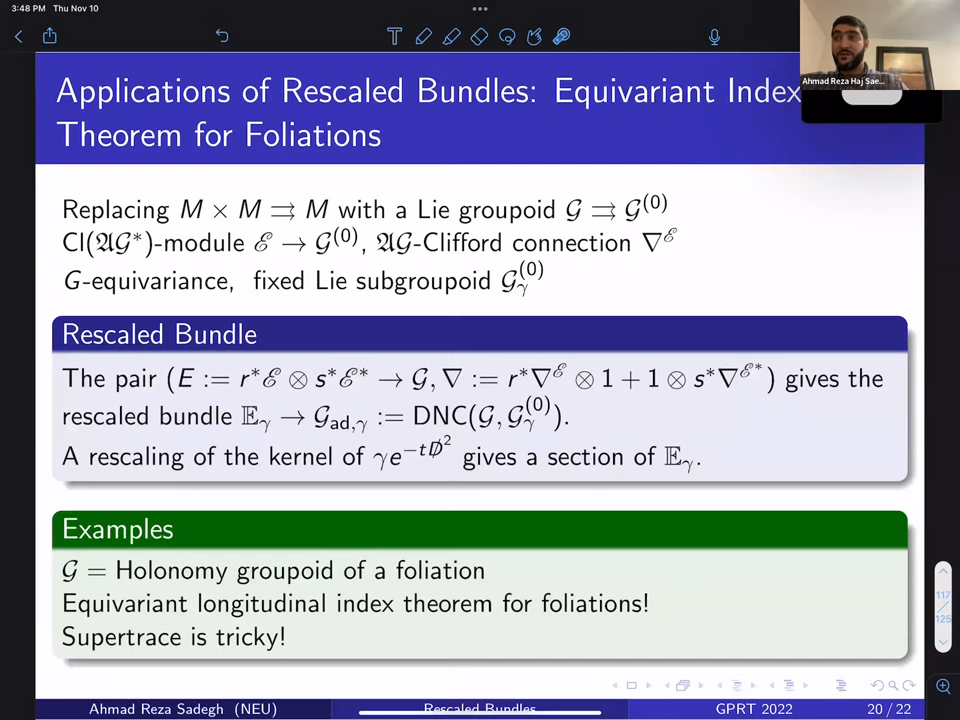 3:48 PM Thu Nov 10
Applications of Rescaled Bundles: Equivariant Index
Theorem for Foliations
Ahmad Reza Haj Sae...
Replacing M × M ⇉ M with a Lie groupoid 𝒢 ⇉ 𝒢⁽⁰⁾
Cl(𝔄𝒢*)-module ℰ → 𝒢⁽⁰⁾, 𝔄𝒢-Clifford connection ∇^ℰ
G-equivariance, fixed Lie subgroupoid 𝒢_γ^(0)
Rescaled Bundle
The pair (E := r*ℰ ⊗ s*ℰ* → 𝒢, ∇ := r*∇^ℰ ⊗ 1 + 1 ⊗ s*∇^ℰ*) gives the
rescaled bundle 𝔼_γ → 𝒢_ad,γ := DNC(𝒢, 𝒢_γ^(0)).
A rescaling of the kernel of γe^(-tD̸²) gives a section of 𝔼_γ.
Examples
𝒢 = Holonomy groupoid of a foliation
Equivariant longitudinal index theorem for foliations!
Supertrace is tricky!
117
/
125
Ahmad Reza Sadegh (NEU) Rescaled Bundles GPRT 2022 20 / 22